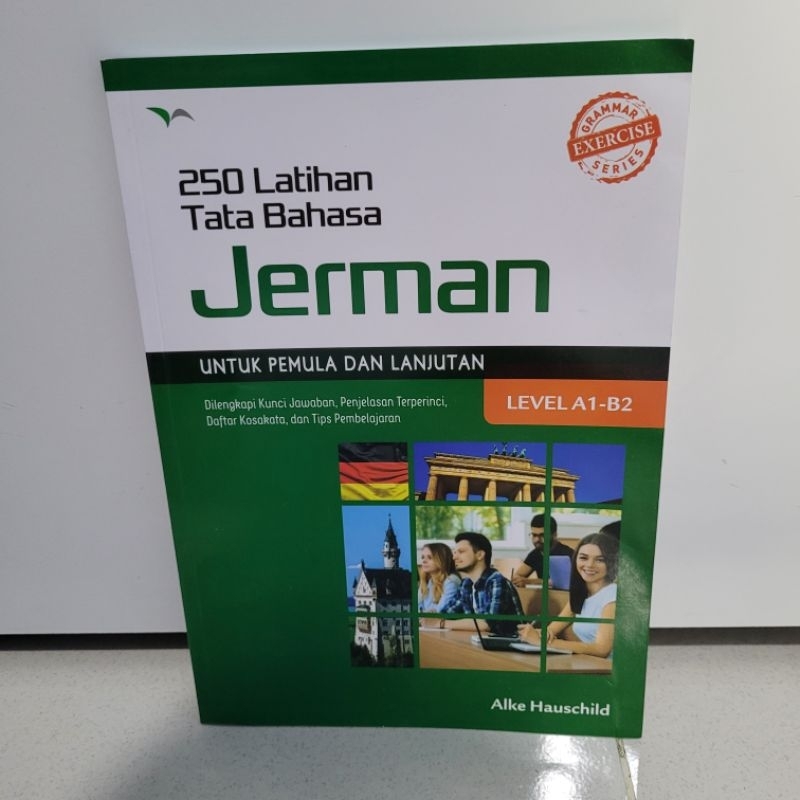 GRAMMAR
EXERCISE
SERIES
250 Latihan
Tata Bahasa
Jerman
UNTUK PEMULA DAN LANJUTAN
Dilengkapi Kunci Jawaban, Penjelasan Terperinci,
Daftar Kosakata, dan Tips Pembelajaran
LEVEL A1-B2
Alke Hauschild